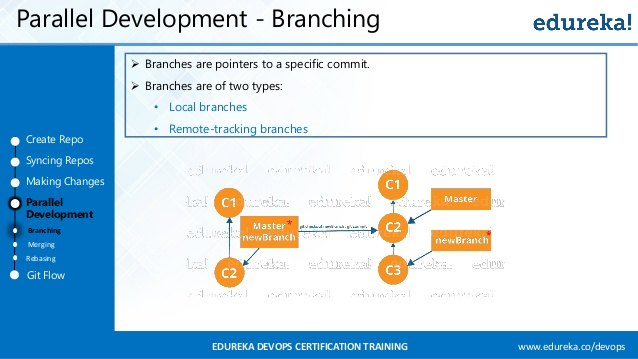 Parallel Development - Branching
edureka!
Branches are pointers to a specific commit.
Branches are of two types:
Local branches
Remote-tracking branches
Create Repo
Syncing Repos
Making Changes
Parallel
Development
Branching
Merging
Rebasing
Git Flow
C1
Master *
newBranch
C2
C1
Master
C2
newBranch *
C3
EDUREKA DEVOPS CERTIFICATION TRAINING
www.edureka.co/devops